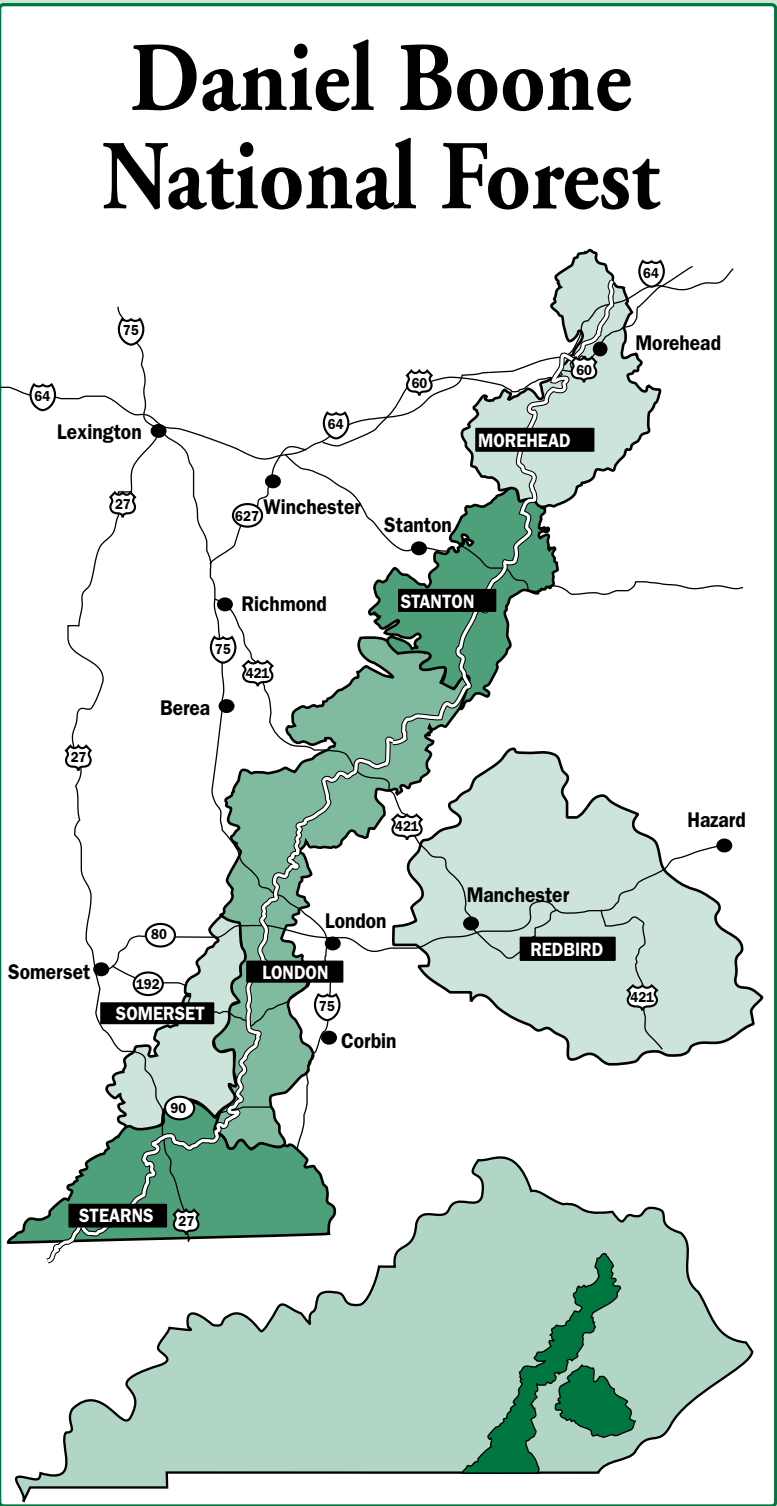 Daniel Boone
National Forest
64
75
Morehead
60
60
64
64
Lexington
MOREHEAD
27
Winchester
627
Stanton
STANTON
Richmond
75
421
Berea
27
Hazard
421
Manchester
80
London
REDBIRD
Somerset
LONDON
192
421
75
SOMERSET
Corbin
90
STEARNS
27